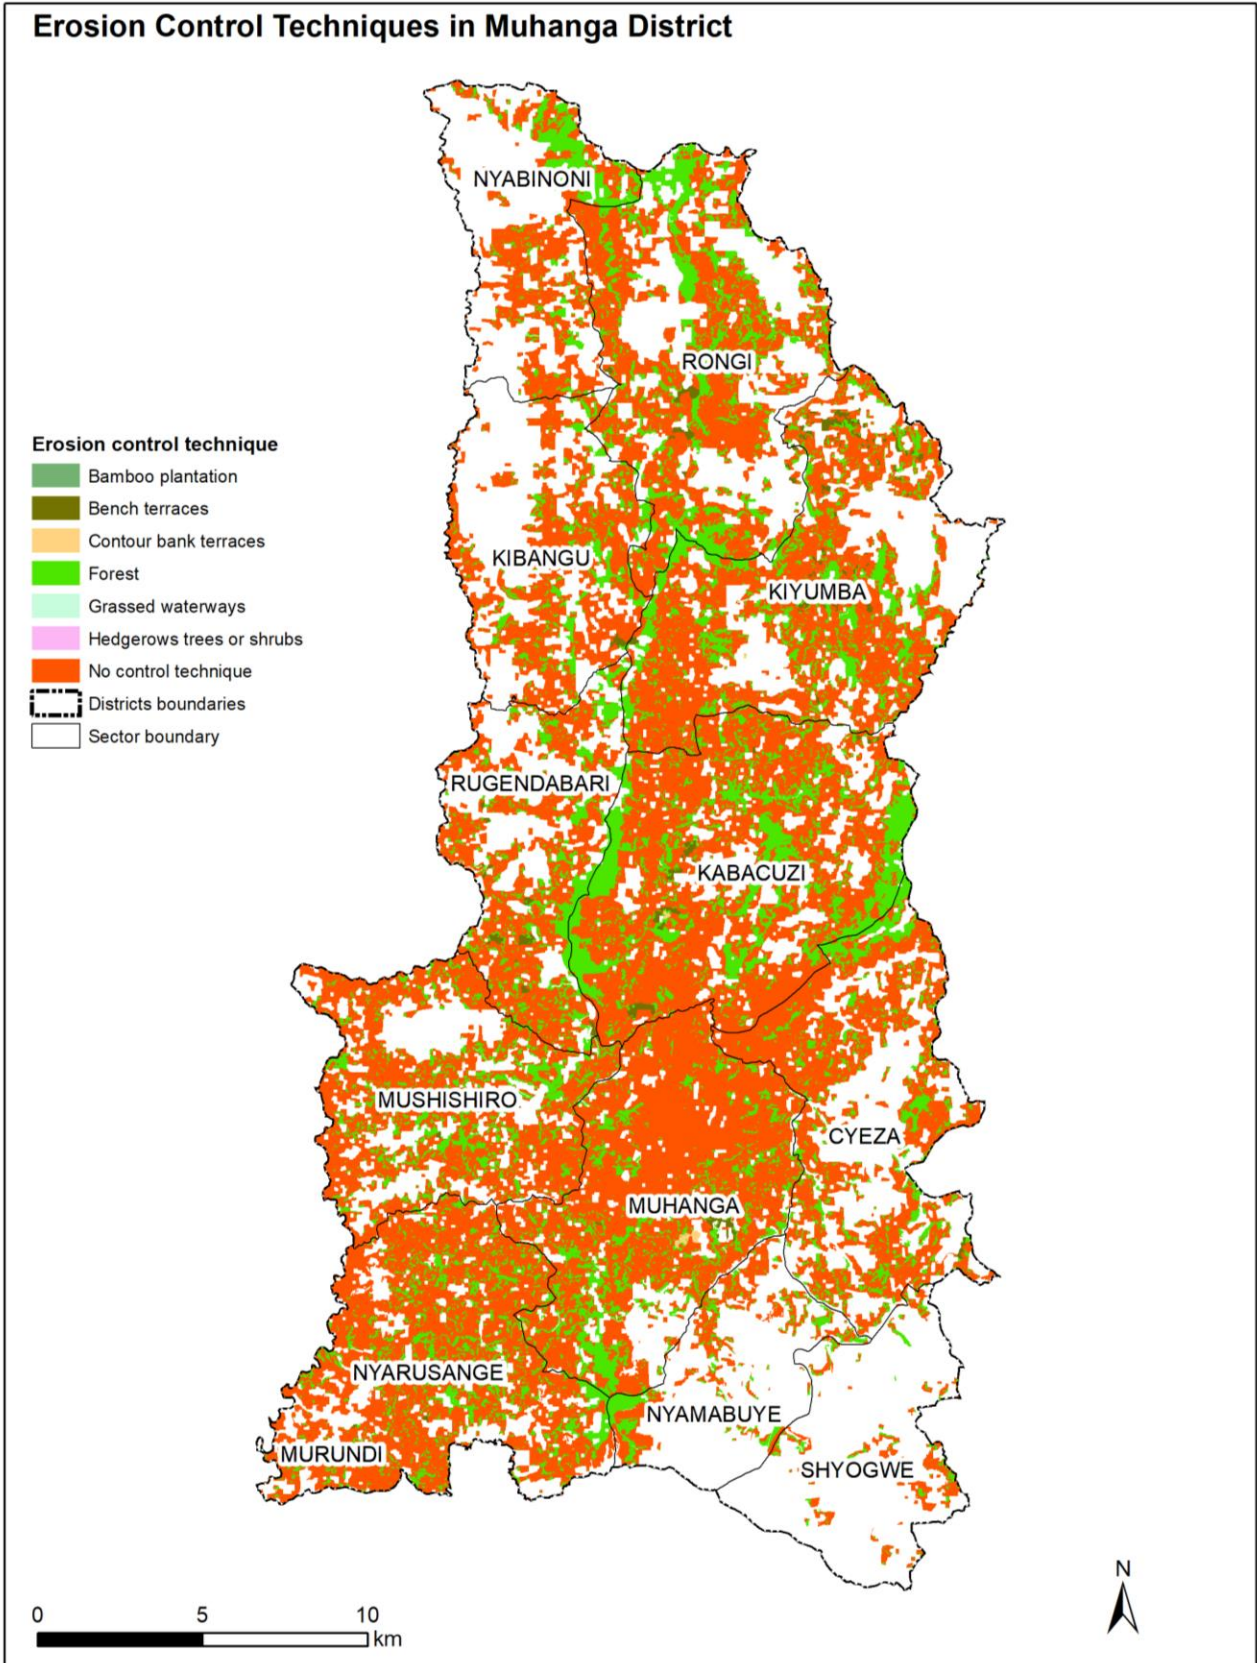 Erosion Control Techniques in Muhanga District
NYABINONI
RONGI
Erosion control technique
Bamboo plantation
Bench terraces
Contour bank terraces
Forest
Grassed waterways
Hedgerows trees or shrubs
No control technique
Districts boundaries
Sector boundary
KIBANGU
KIYUMBA
RUGENDABARI
KABACUZI
MUSHISHIRO
CYEZA
MUHANGA
NYARUSANGE
NYAMABUYE
MURUNDI
SHYOGWE
N
0 5 10
km